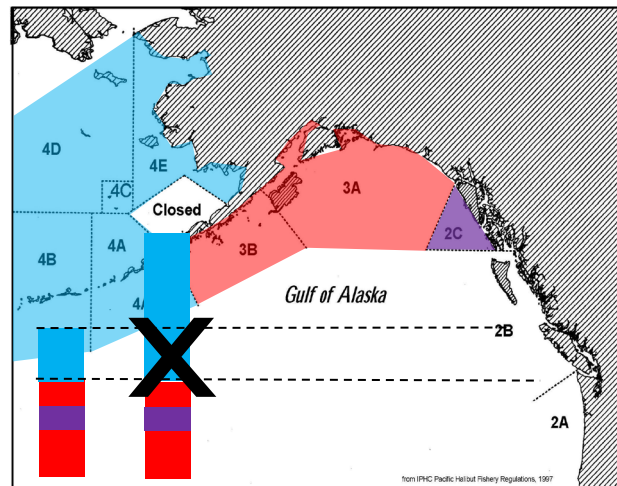 4D
4E
4C
Closed
3A
2C
4B
4A
3B
4A
Gulf of Alaska
2B
2A
from IPHC Pacific Halibut Fishery Regulations, 1997